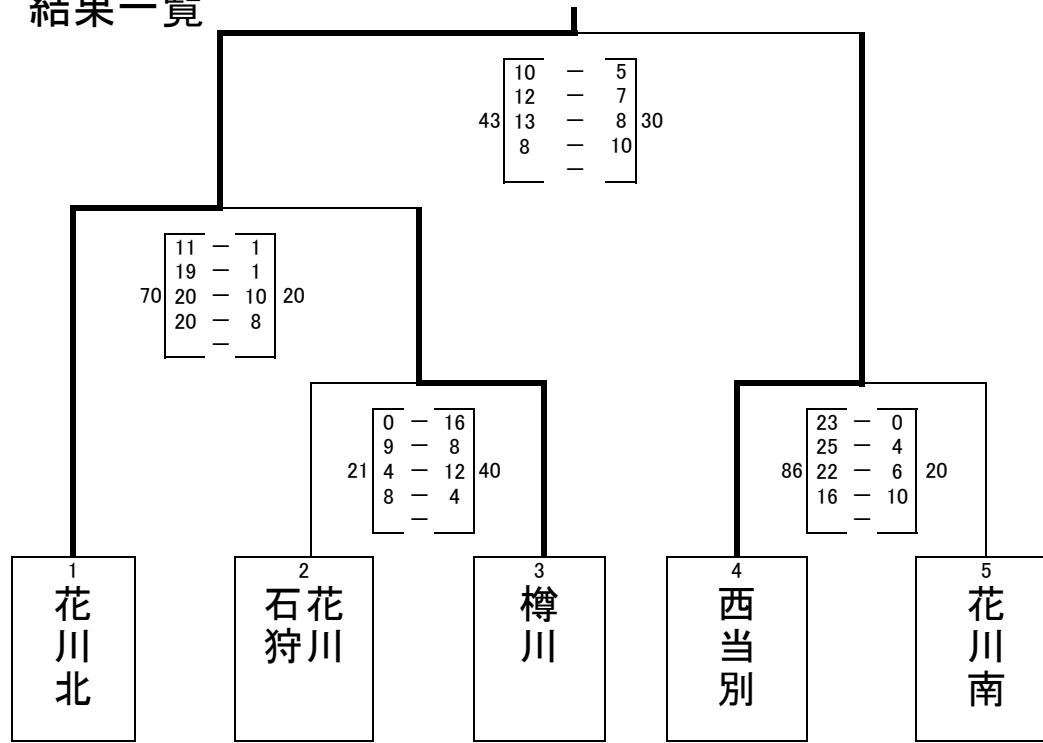 結果一覧
10 － 5
12 － 7
43 13 － 8 30
8 － 10
－
11 － 1
19 － 1
70 20 － 10 20
20 － 8
－
0 － 16
9 － 8
21 4 － 12 40
8 － 4
－
23 － 0
25 － 4
86 22 － 6 20
16 － 10
－
1
花川北
2
花川
石狩
3
樽川
4
西当別
5
花川南